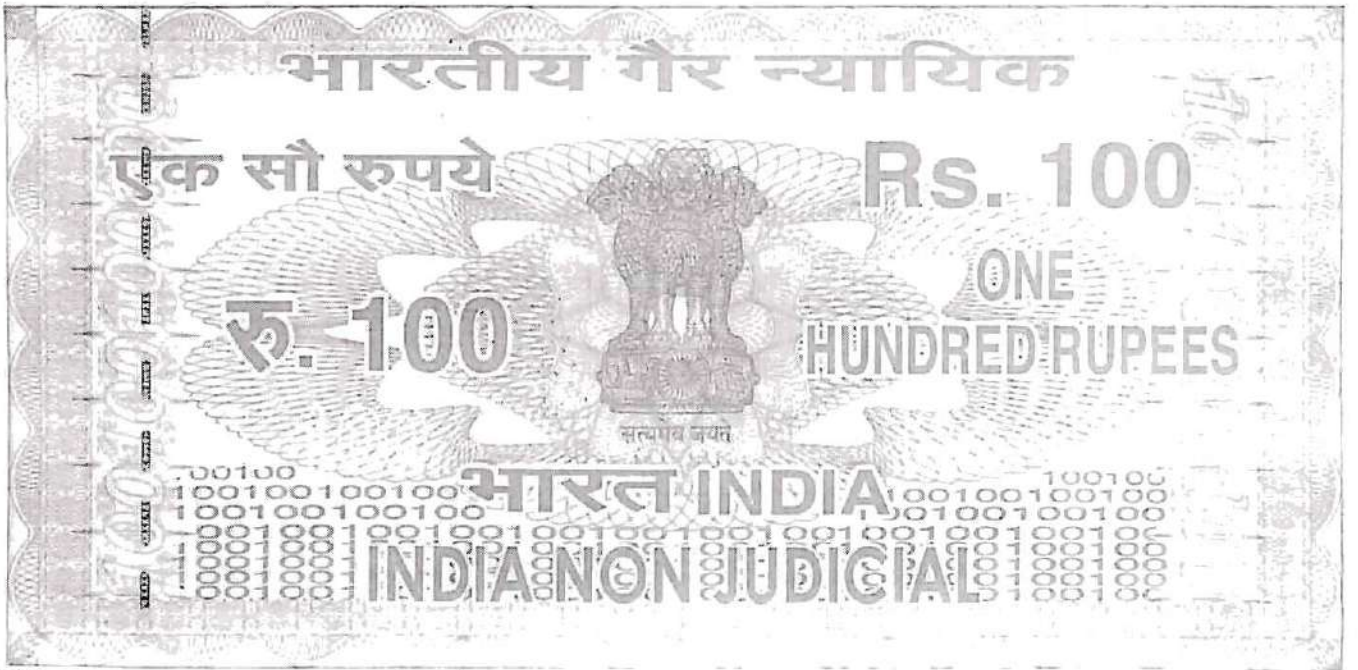 भारतीय गैर न्यायिक
एक सौ रुपये
Rs. 100
रु. 100
ONE
HUNDRED RUPEES
सत्यमेव जयते
भारत INDIA
INDIA NON JUDICIAL